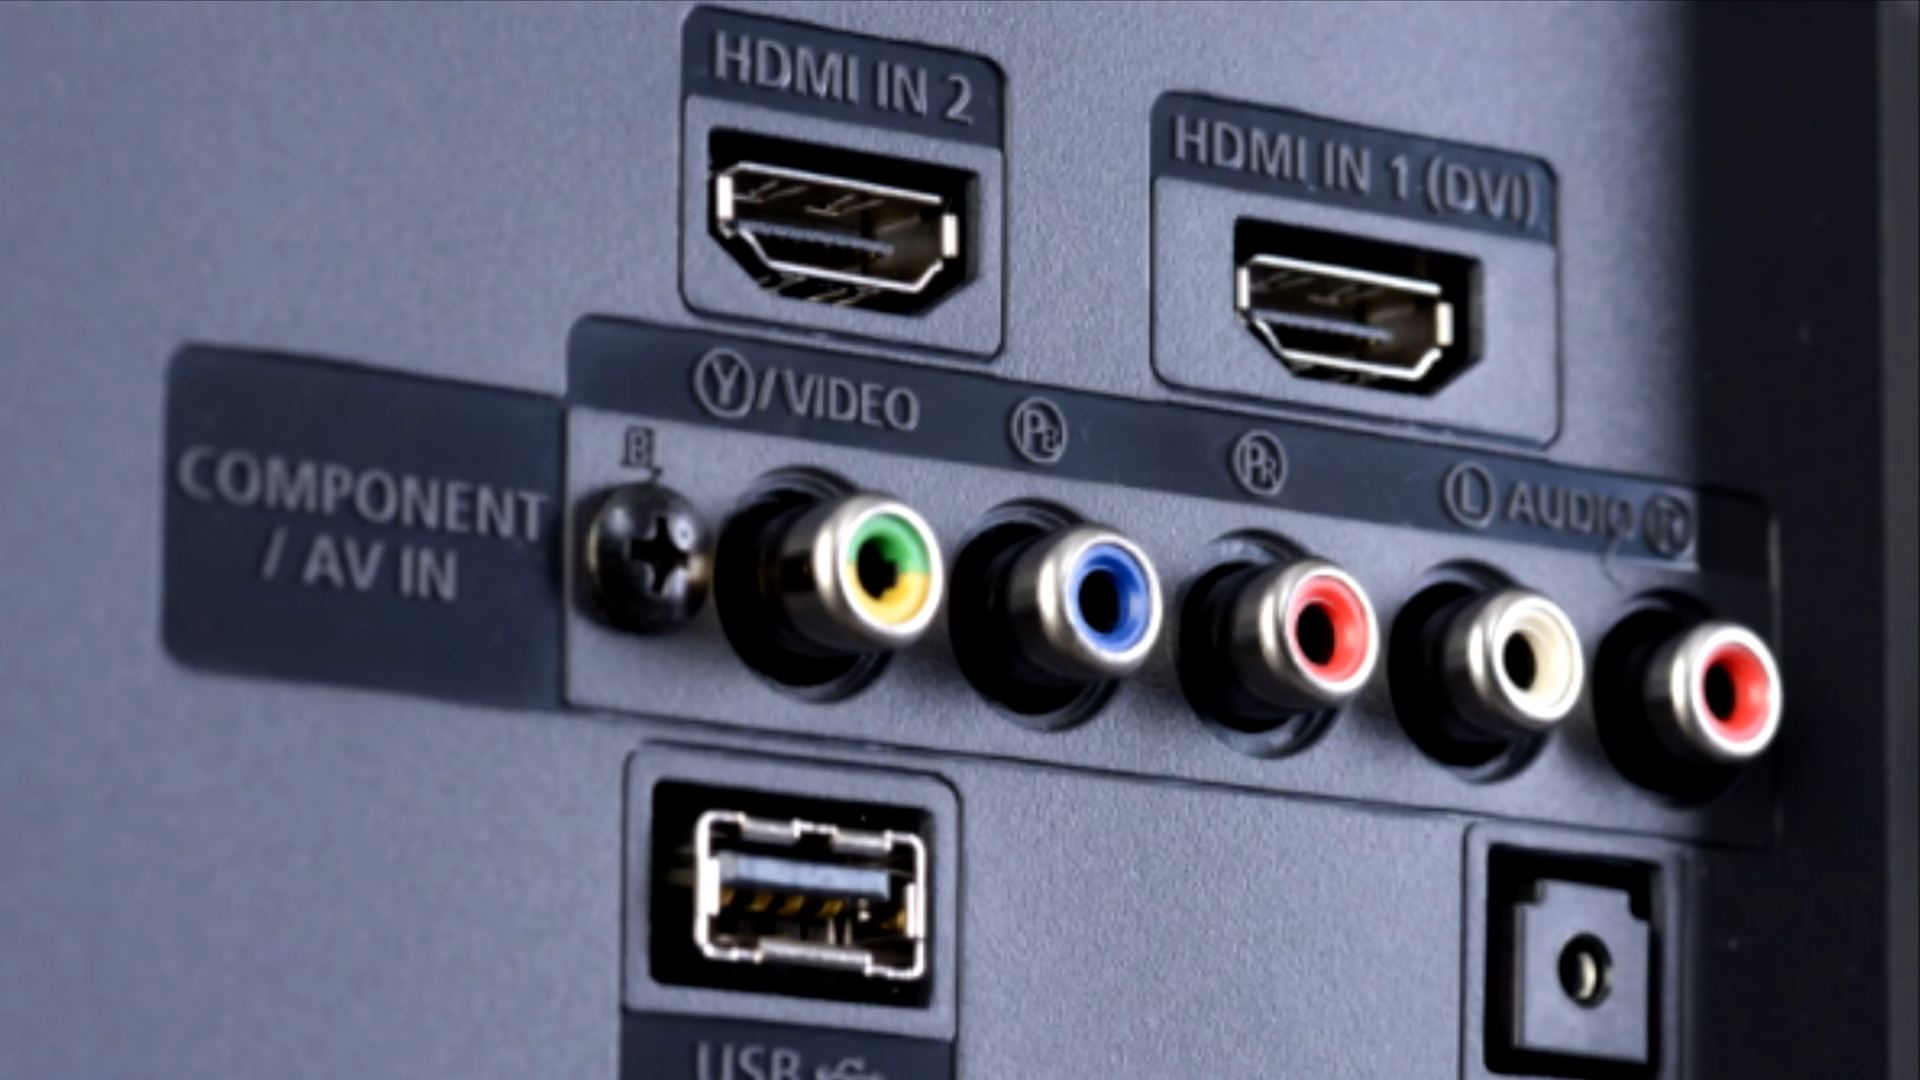 HDMI IN 2
HDMI IN 1 (DVI)
Ⓨ/VIDEO
PB
PR
Ⓛ AUDIO Ⓡ
COMPONENT
/ AV IN
USB